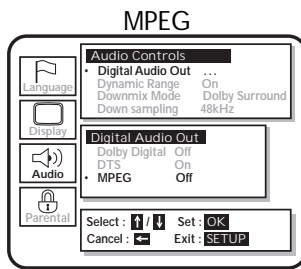 MPEG
Audio Controls
• Digital Audio Out ...
Dynamic Range On
Downmix Mode Dolby Surround
Down sampling 48kHz
Language
Display
Audio
Parental
Digital Audio Out
Dolby Digital Off
DTS On
• MPEG Off
Select : / Set : OK
Cancel : Exit : SETUP